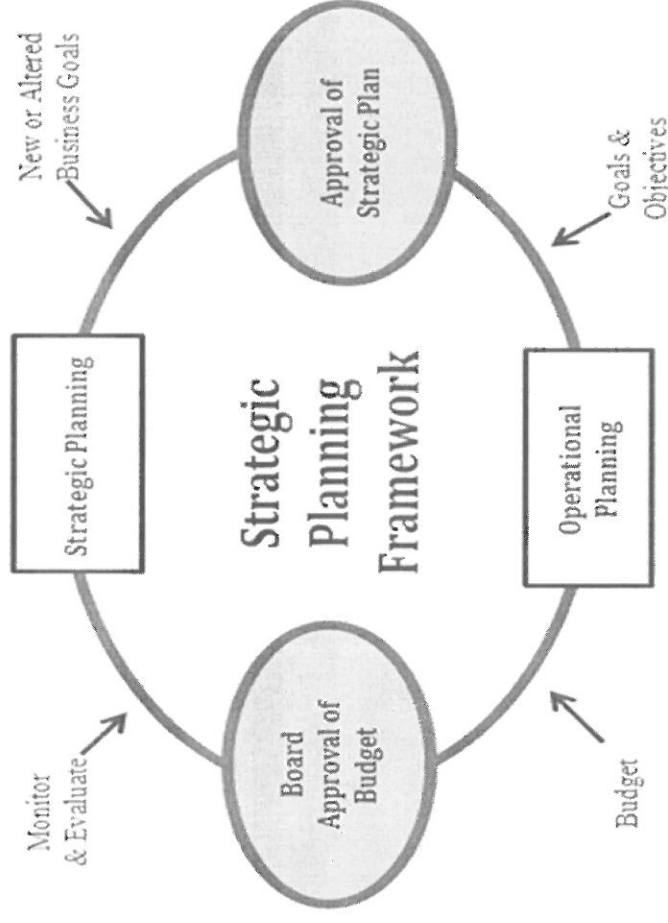 Monitor
& Evaluate
Strategic Planning
New or Altered
Business Goals
Board
Approval of
Budget
Strategic
Planning
Framework
Approval of
Strategic Plan
Budget
Operational
Planning
Goals &
Objectives